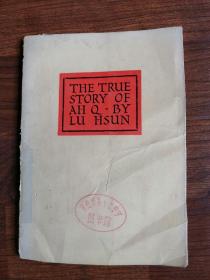 THE TRUE
STORY OF
AH Q · BY
LU HSUN